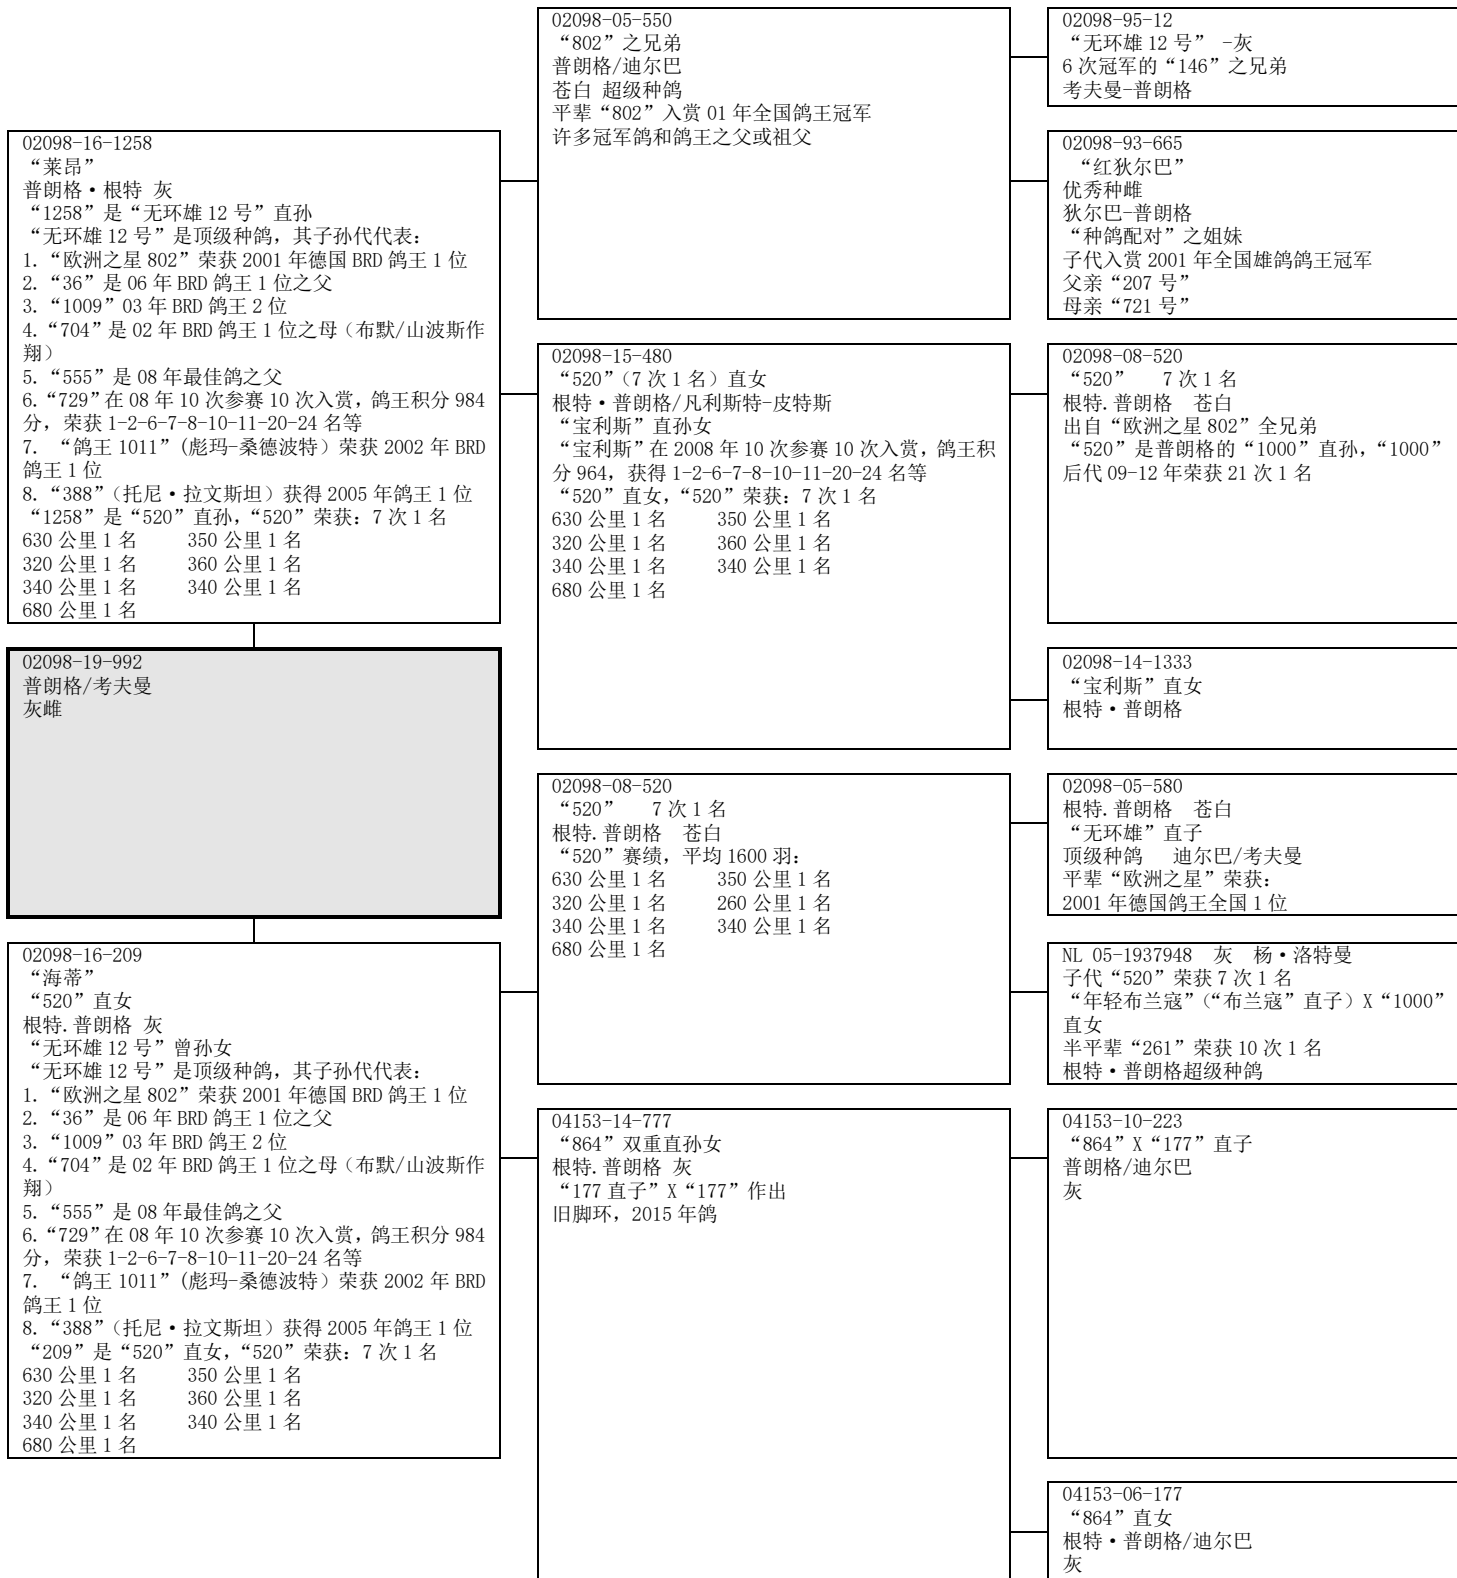 02098-16-1258
“莱昂”
普朗格·根特 灰
“1258”是“无环雄12号”直孙
“无环雄12号”是顶级种鸽，其子孙代代表：
1. “欧洲之星802”荣获2001年德国BRD鸽王1位
2. “36”是06年BRD鸽王1位之父
3. “1009”03年BRD鸽王2位
4. “704”是02年BRD鸽王1位之母（布默/山波斯作
翔）
5. “555”是08年最佳鸽之父
6. “729”在08年10次参赛10次入赏，鸽王积分984
分，荣获1-2-6-7-8-10-11-20-24名等
7. “鸽王1011”(彪玛-桑德波特）荣获2002年BRD
鸽王1位
8. “388”（托尼·拉文斯坦）获得2005年鸽王1位
“1258”是“520”直孙，“520”荣获：7次1名
630公里1名 350公里1名
320公里1名 360公里1名
340公里1名 340公里1名
680公里1名
02098-19-992
普朗格/考夫曼
灰雌
02098-16-209
“海蒂”
“520”直女
根特.普朗格 灰
“无环雄12号”曾孙女
“无环雄12号”是顶级种鸽，其子孙代代表：
1. “欧洲之星802”荣获2001年德国BRD鸽王1位
2. “36”是06年BRD鸽王1位之父
3. “1009”03年BRD鸽王2位
4. “704”是02年BRD鸽王1位之母（布默/山波斯作
翔）
5. “555”是08年最佳鸽之父
6. “729”在08年10次参赛10次入赏，鸽王积分984
分，荣获1-2-6-7-8-10-11-20-24名等
7. “鸽王1011”(彪玛-桑德波特）荣获2002年BRD
鸽王1位
8. “388”（托尼·拉文斯坦）获得2005年鸽王1位
“209”是“520”直女，“520”荣获：7次1名
630公里1名 350公里1名
320公里1名 360公里1名
340公里1名 340公里1名
680公里1名
02098-05-550
“802”之兄弟
普朗格/迪尔巴
苍白 超级种鸽
平辈“802”入赏01年全国鸽王冠军
许多冠军鸽和鸽王之父或祖父
02098-15-480
“520”（7次1名）直女
根特·普朗格/凡利斯特-皮特斯
“宝利斯”直孙女
“宝利斯”在2008年10次参赛10次入赏，鸽王积
分964，获得1-2-6-7-8-10-11-20-24名等
“520”直女，“520”荣获：7次1名
630公里1名 350公里1名
320公里1名 360公里1名
340公里1名 340公里1名
680公里1名
02098-08-520
“520” 7次1名
根特.普朗格 苍白
“520”赛绩，平均1600羽：
630公里1名 350公里1名
320公里1名 260公里1名
340公里1名 340公里1名
680公里1名
04153-14-777
“864”双重直孙女
根特.普朗格 灰
“177直子”X“177”作出
旧脚环，2015年鸽
02098-95-12
“无环雄12号” -灰
6次冠军的“146”之兄弟
考夫曼-普朗格
02098-93-665
“红狄尔巴”
优秀种雌
狄尔巴-普朗格
“种鸽配对”之姐妹
子代入赏2001年全国雄鸽鸽王冠军
父亲“207号”
母亲“721号”
02098-08-520
“520” 7次1名
根特.普朗格 苍白
出自“欧洲之星802”全兄弟
“520”是普朗格的“1000”直孙，“1000”
后代09-12年荣获21次1名
02098-14-1333
“宝利斯”直女
根特·普朗格
02098-05-580
根特.普朗格 苍白
“无环雄”直子
顶级种鸽 迪尔巴/考夫曼
平辈“欧洲之星”荣获：
2001年德国鸽王全国1位
NL 05-1937948 灰 杨·洛特曼
子代“520”荣获7次1名
“年轻布兰寇”（“布兰寇”直子）X“1000”
直女
半平辈“261”荣获10次1名
根特·普朗格超级种鸽
04153-10-223
“864”X“177”直子
普朗格/迪尔巴
灰
04153-06-177
“864”直女
根特·普朗格/迪尔巴
灰